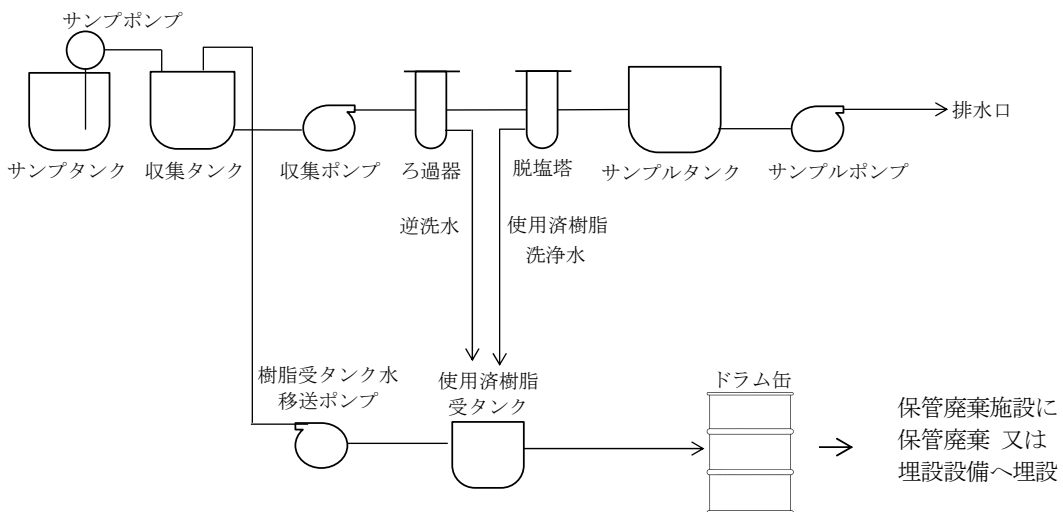 サンプポンプ
サンプタンク
収集タンク
収集ポンプ
ろ過器
脱塩塔
サンプルタンク
サンプルポンプ
排水口
逆洗水
使用済樹脂
洗浄水
樹脂受タンク水
移送ポンプ
使用済樹脂
受タンク
ドラム缶
保管廃棄施設に
保管廃棄 又は
埋設設備へ埋設